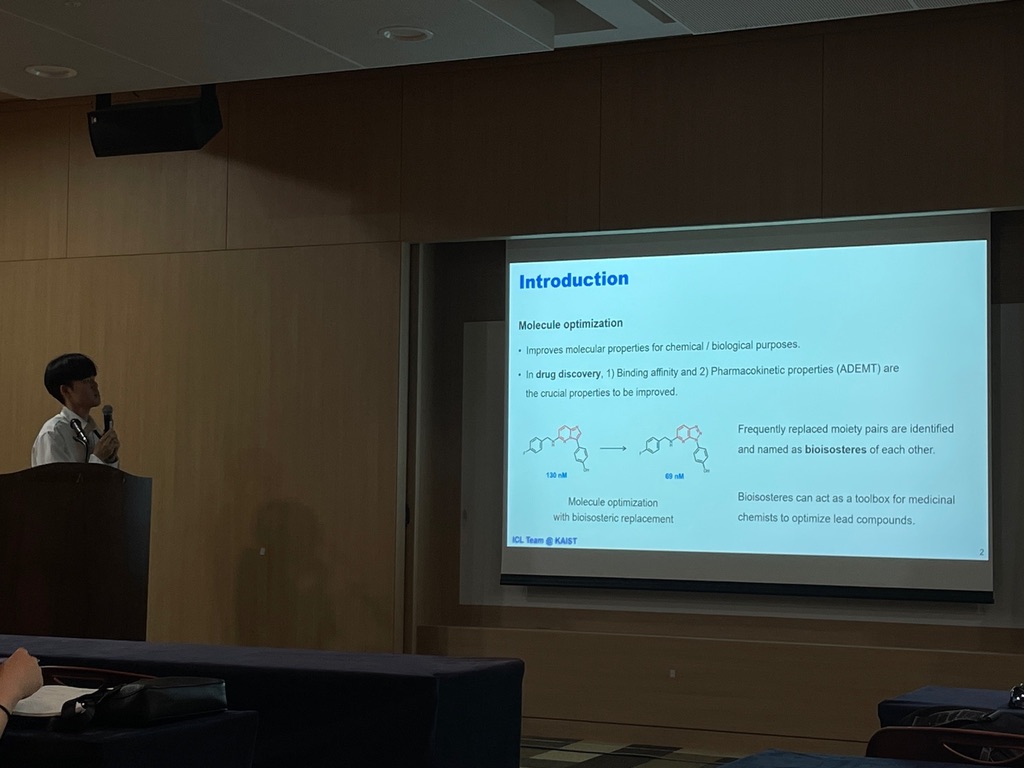 Introduction
Molecule optimization
• Improves molecular properties for chemical / biological purposes.
• In drug discovery, 1) Binding affinity and 2) Pharmacokinetic properties (ADEMT) are
the crucial properties to be improved.
Frequently replaced moiety pairs are identified
and named as bioisosteres of each other.
130 nM
69 nM
Molecule optimization
with bioisosteric replacement
Bioisosteres can act as a toolbox for medicinal
chemists to optimize lead compounds.
ICL Team @ KAIST
2